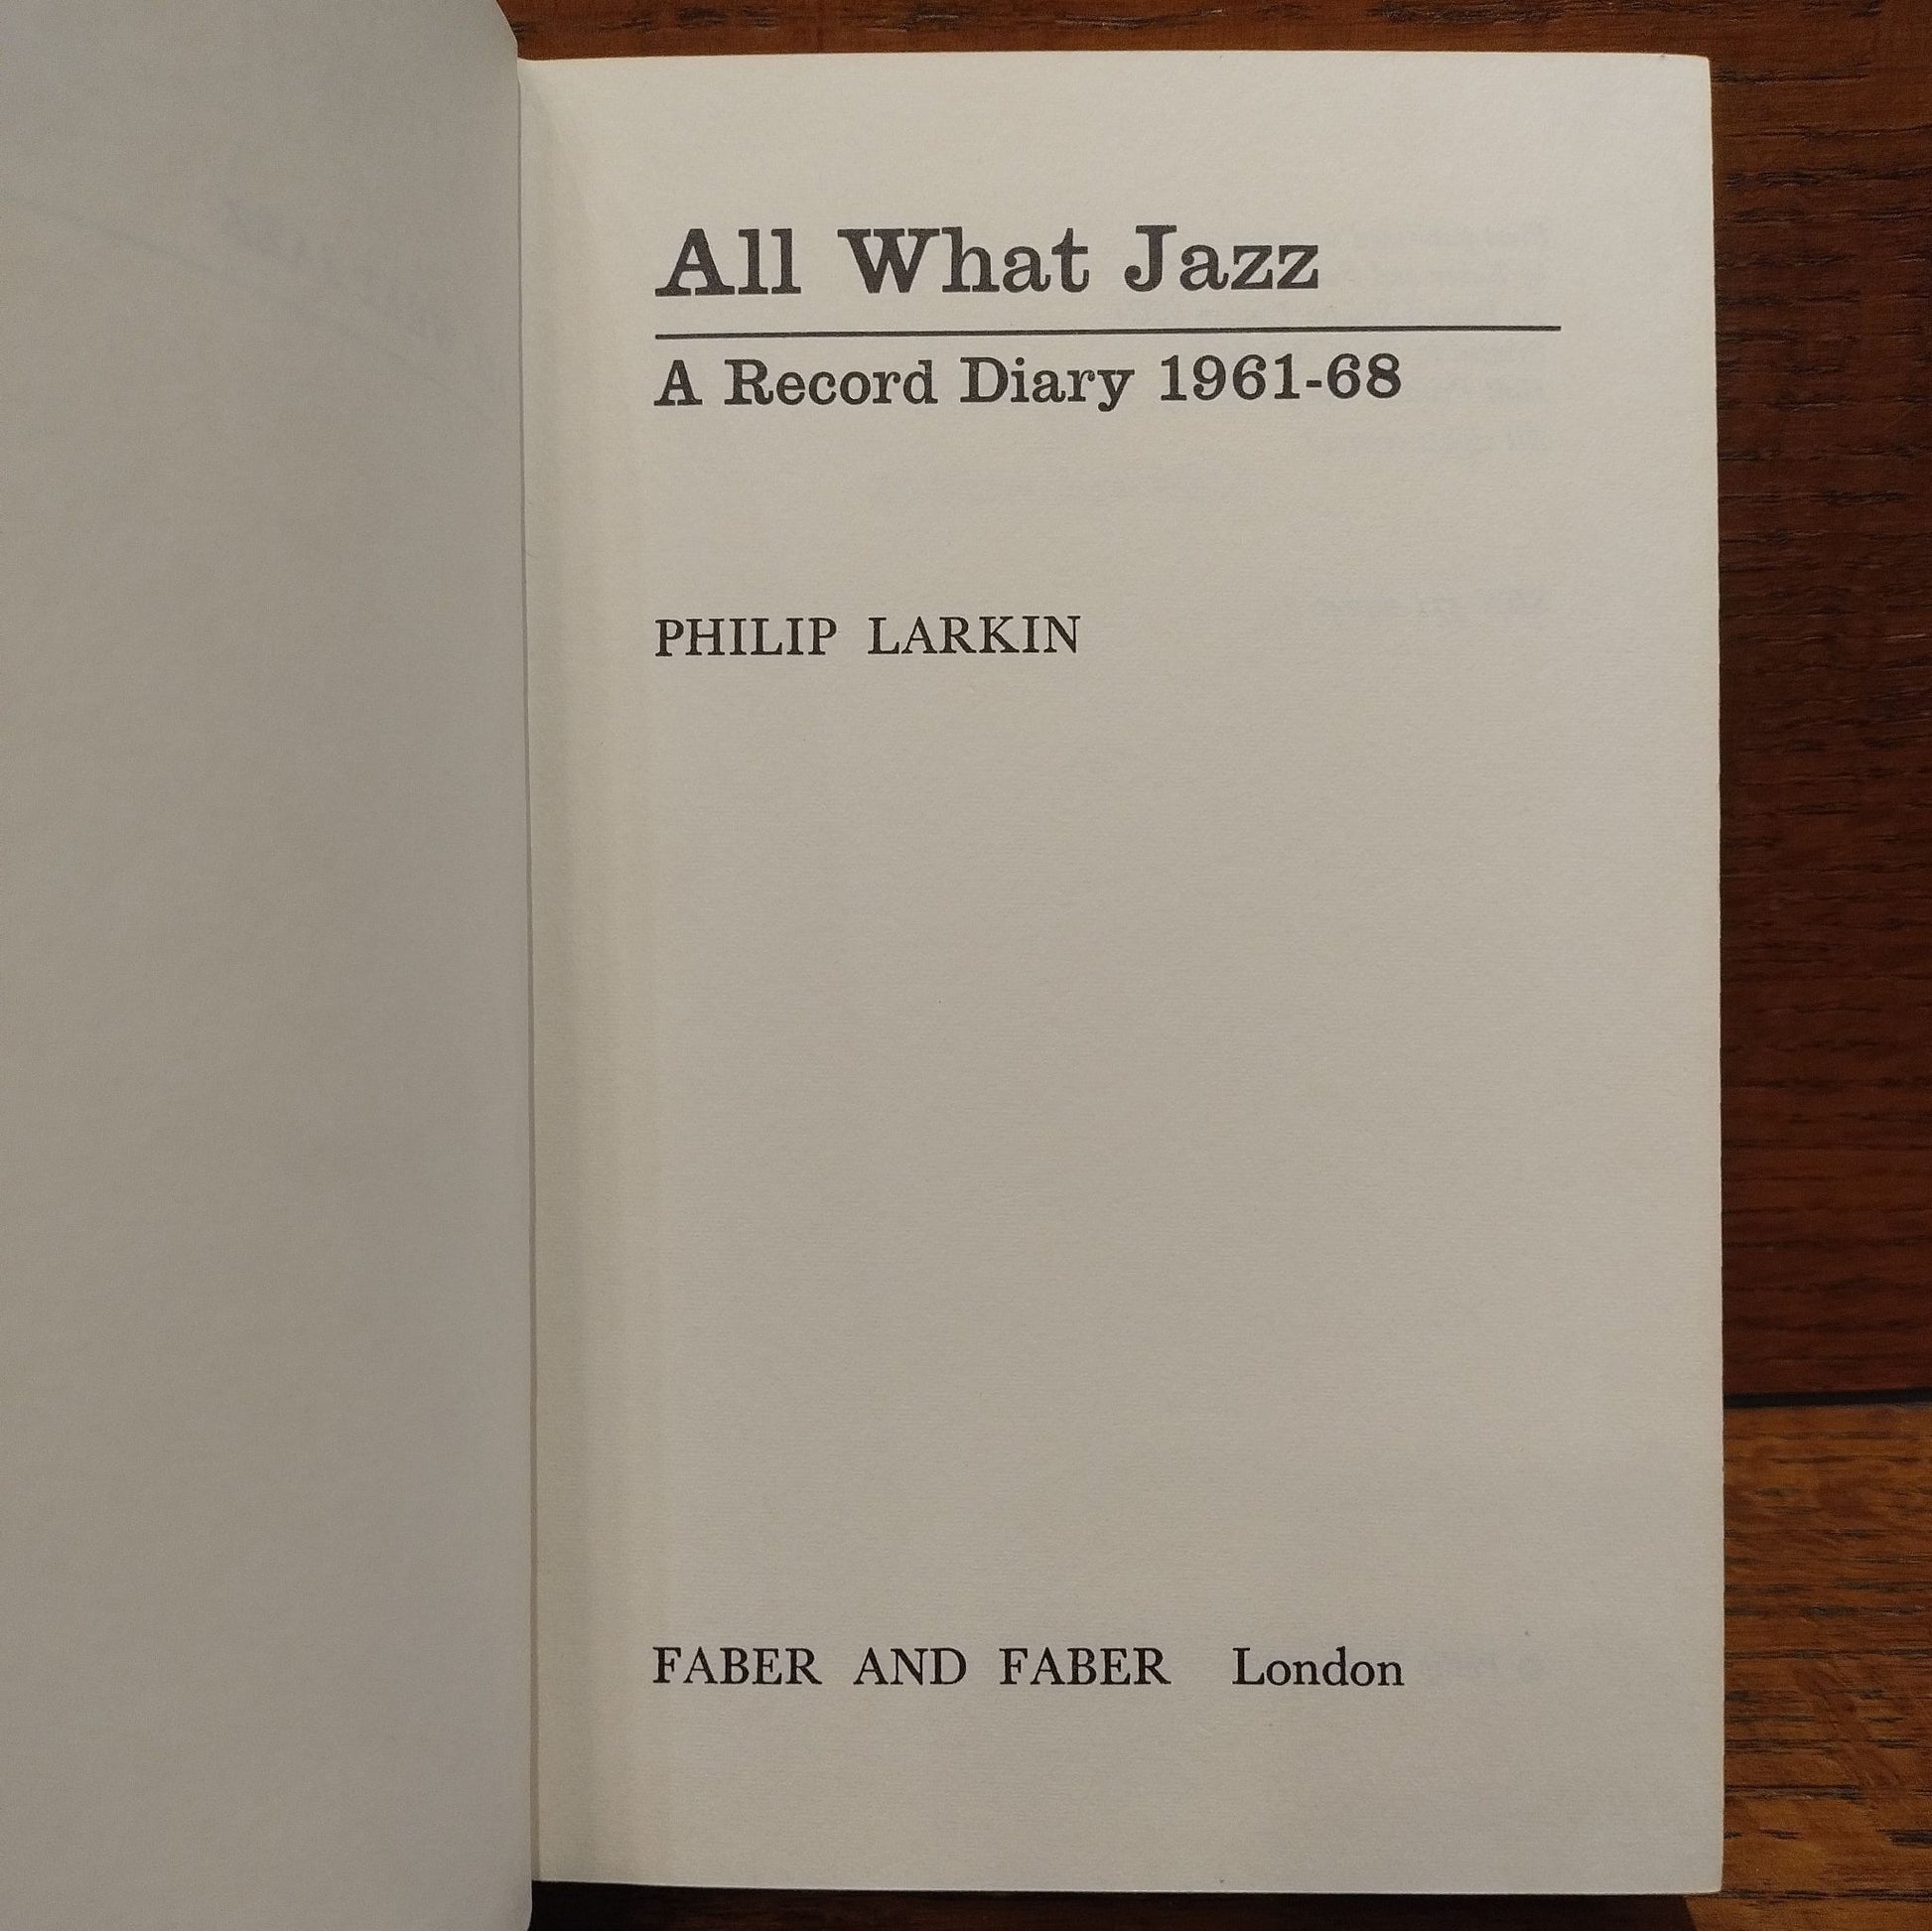 All What Jazz
A Record Diary 1961-68
PHILIP LARKIN
FABER AND FABER London